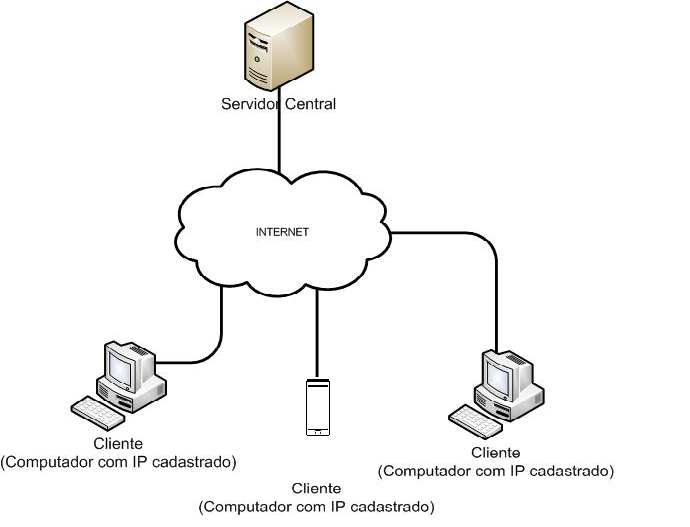 Servidor Central
INTERNET
Cliente
(Computador com IP cadastrado)
Cliente
(Computador com IP cadastrado)
Cliente
(Computador com IP cadastrado)